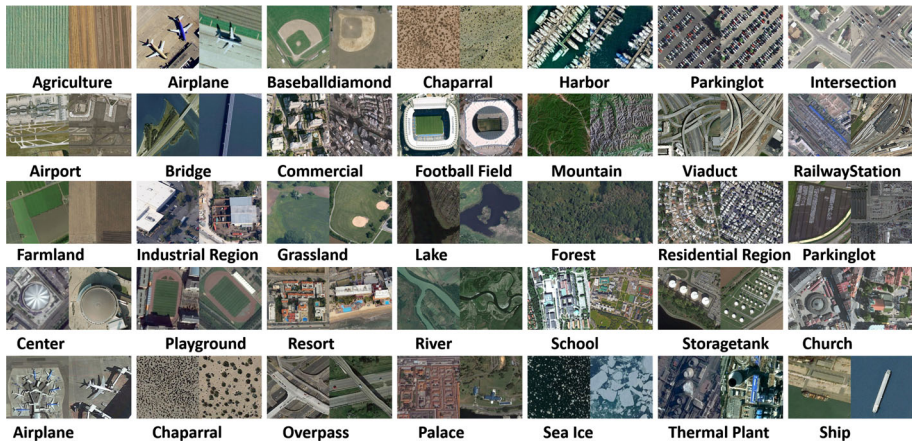 Agriculture Airplane Baseballdiamond Chaparral Harbor Parkinglot Intersection
Airport Bridge Commercial Football Field Mountain Viaduct RailwayStation
Farmland Industrial Region Grassland Lake Forest Residential Region Parkinglot
Center Playground Resort River School Storagetank Church
Airplane Chaparral Overpass Palace Sea Ice Thermal Plant Ship